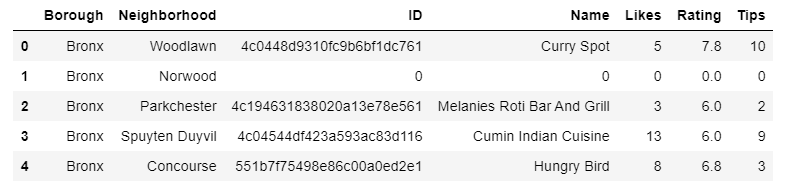 Borough Neighborhood ID Name Likes Rating Tips
0 Bronx Woodlawn 4c0448d9310fc9b6bf1dc761 Curry Spot 5 7.8 10
1 Bronx Norwood 0 0 0 0.0 0
2 Bronx Parkchester 4c194631838020a13e78e561 Melanies Roti Bar And Grill 3 6.0 2
3 Bronx Spuyten Duyvil 4c04544df423a593ac83d116 Cumin Indian Cuisine 13 6.0 9
4 Bronx Concourse 551b7f75498e86c00a0ed2e1 Hungry Bird 8 6.8 3